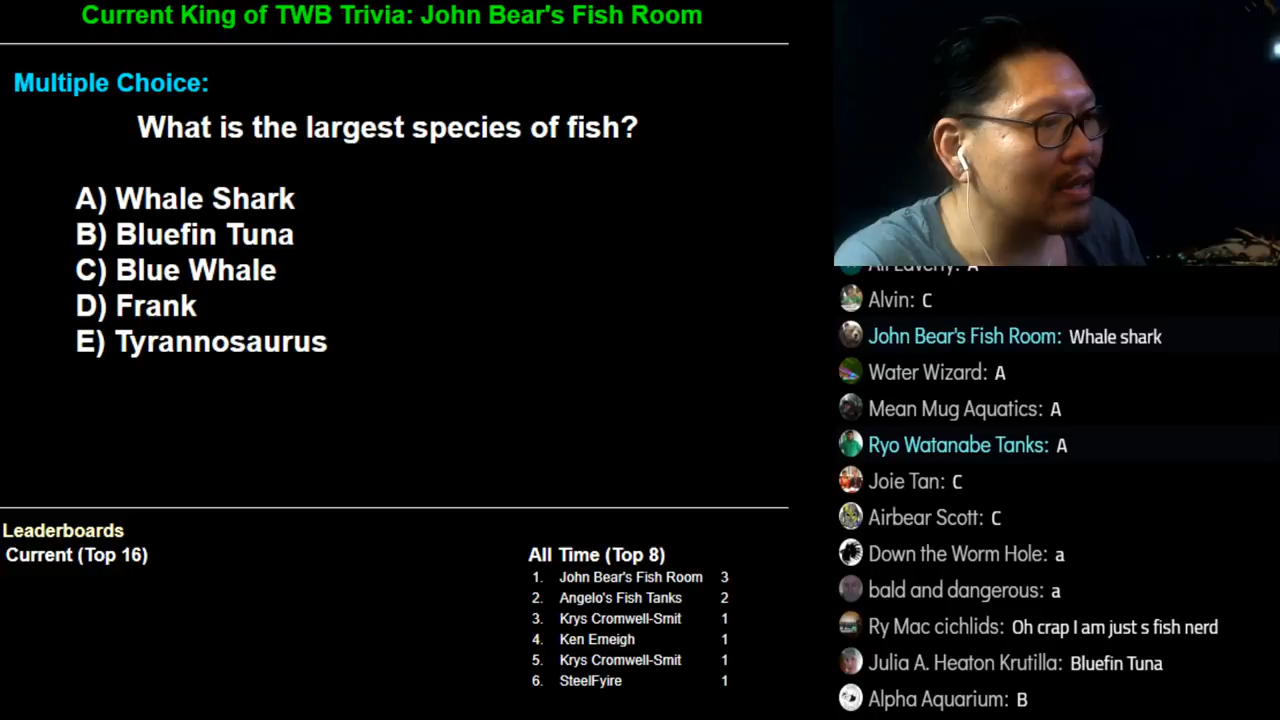 Current King of TWB Trivia: John Bear's Fish Room
Multiple Choice:
What is the largest species of fish?
A) Whale Shark
B) Bluefin Tuna
C) Blue Whale
D) Frank
E) Tyrannosaurus
Leaderboards
Current (Top 16)
All Time (Top 8)
1. John Bear's Fish Room 3
2. Angelo's Fish Tanks 2
3. Krys Cromwell-Smit 1
4. Ken Emeigh 1
5. Krys Cromwell-Smit 1
6. SteelFyire 1
A
Alvin: C
John Bear's Fish Room: Whale shark
Water Wizard: A
Mean Mug Aquatics: A
Ryo Watanabe Tanks: A
Joie Tan: C
Airbear Scott: C
Down the Worm Hole: a
bald and dangerous: a
Ry Mac cichlids: Oh crap I am just s fish nerd
Julia A. Heaton Krutilla: Bluefin Tuna
Alpha Aquarium: B